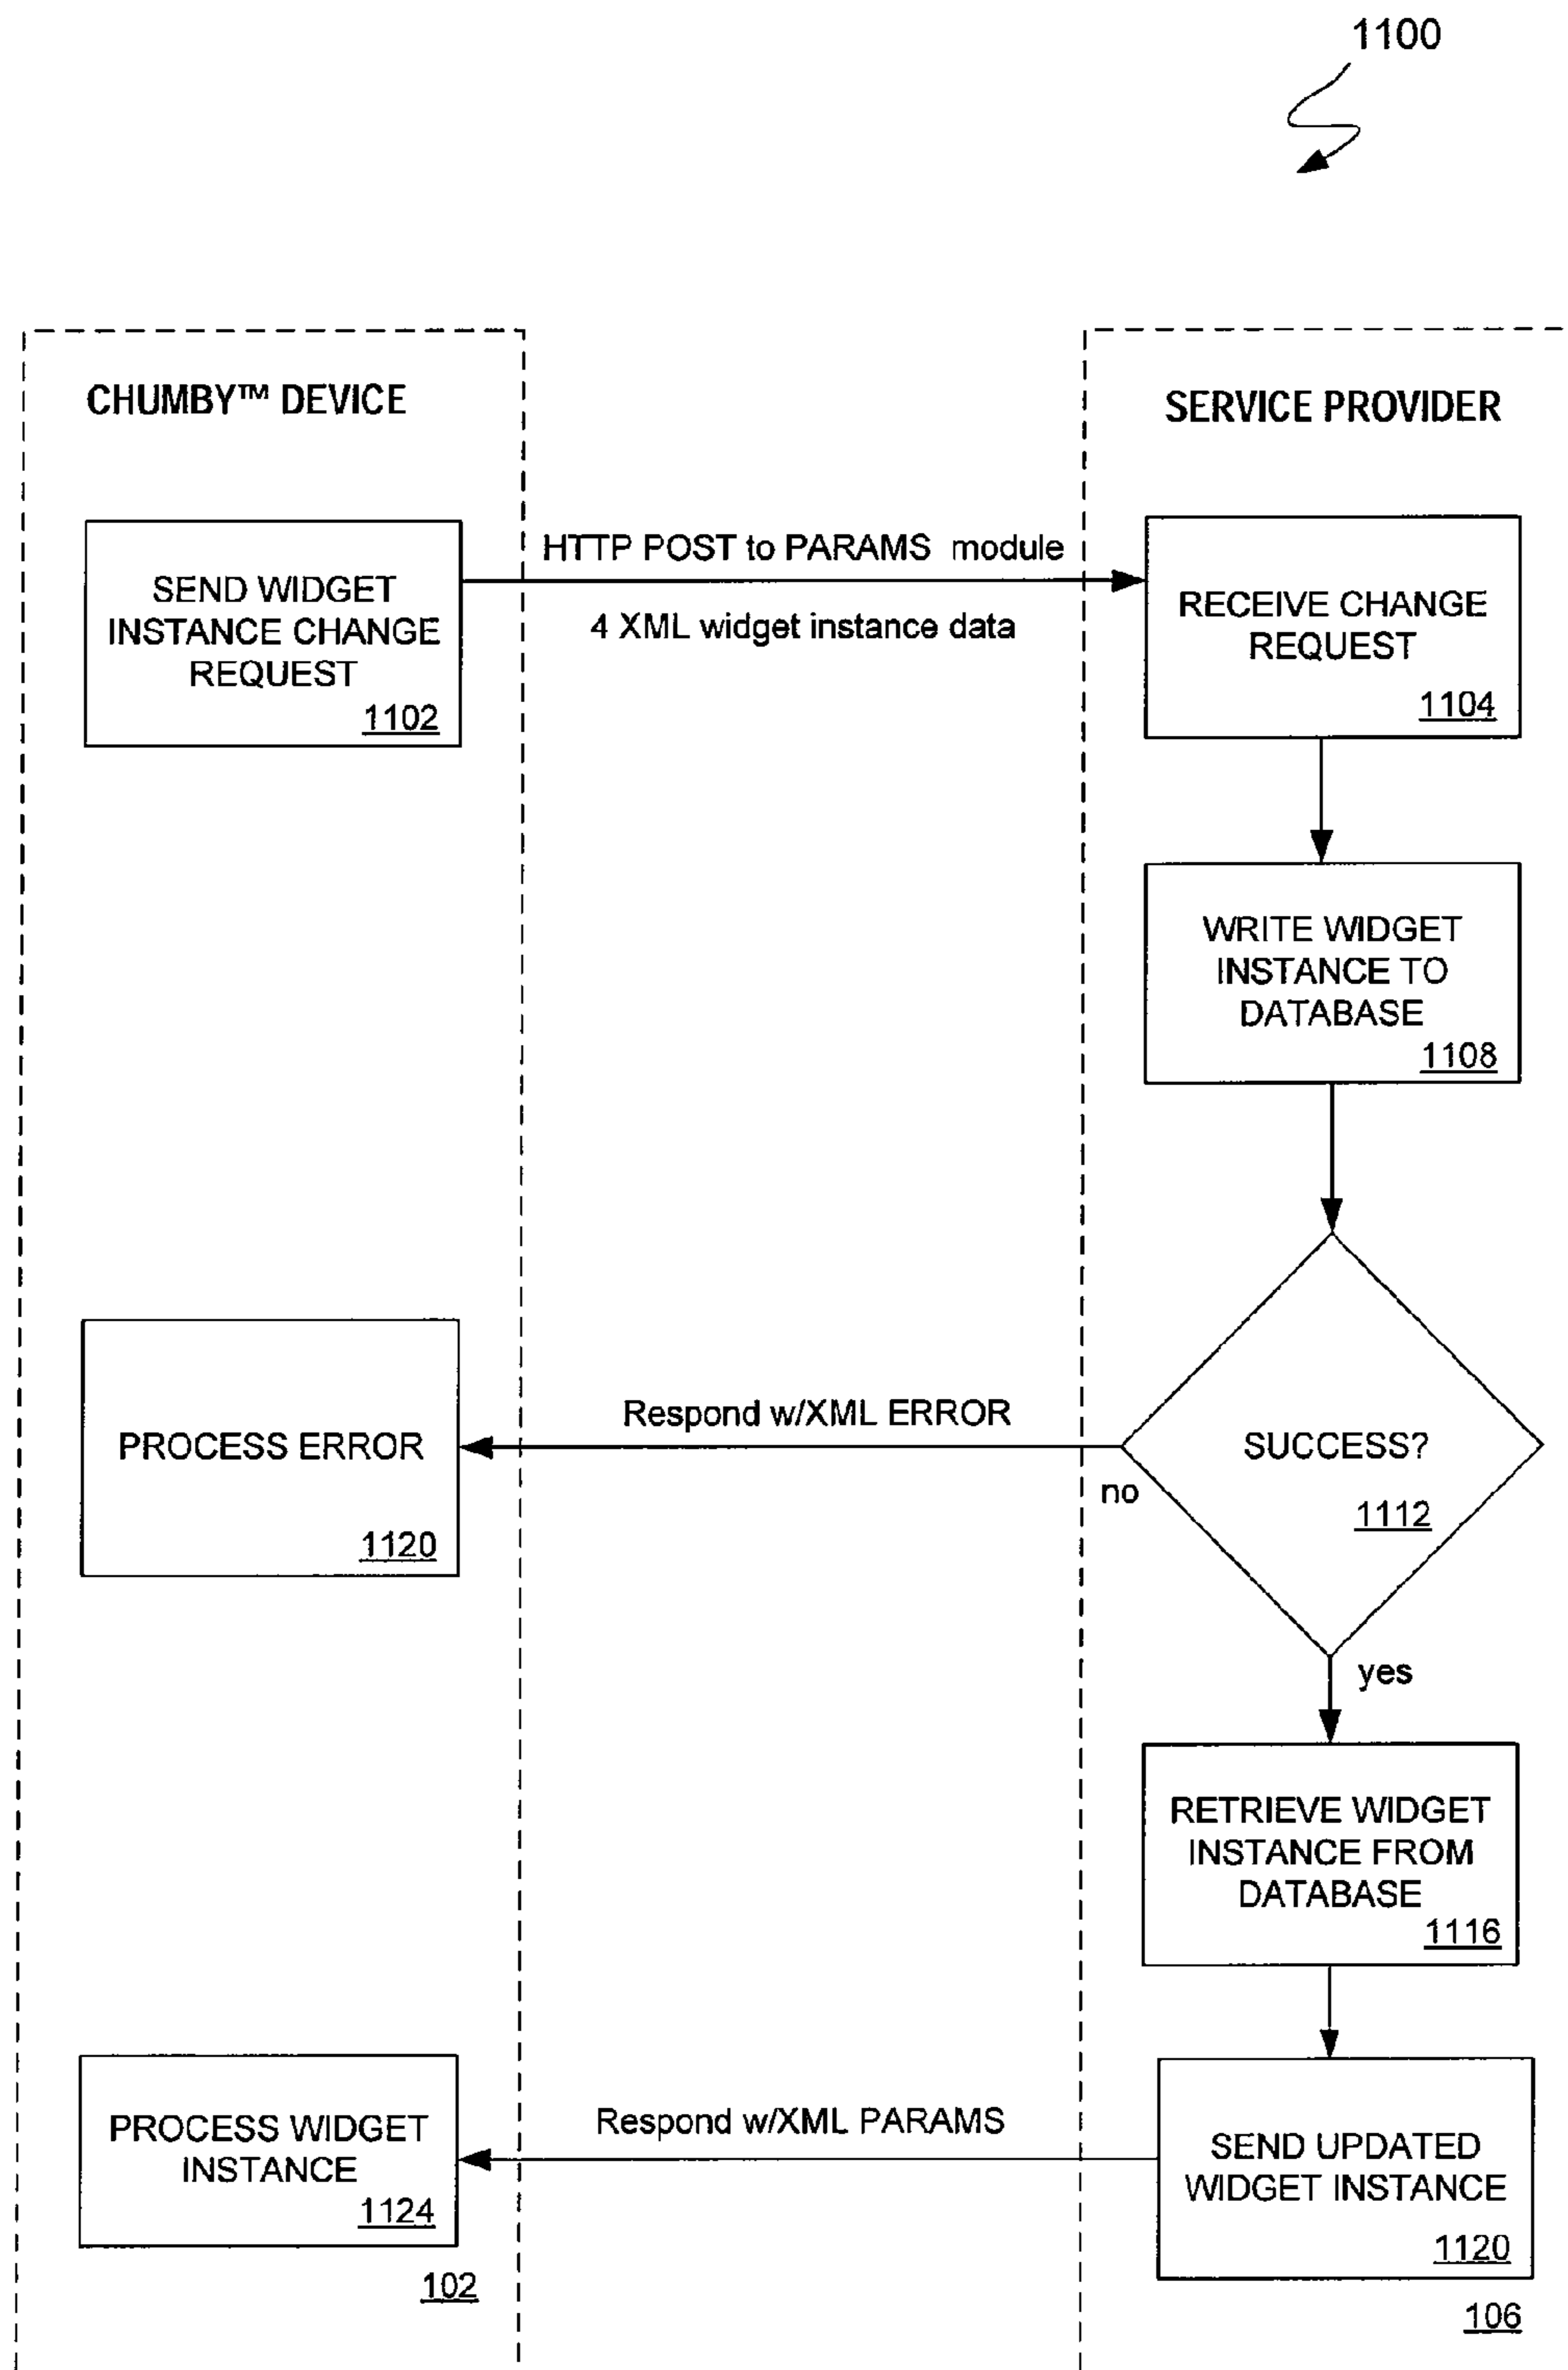 1100
CHUMBY™ DEVICE
SERVICE PROVIDER
SEND WIDGET
INSTANCE CHANGE
REQUEST
1102
HTTP POST to PARAMS module
4 XML widget instance data
RECEIVE CHANGE
REQUEST
1104
WRITE WIDGET
INSTANCE TO
DATABASE
1108
SUCCESS?
1112
no
Respond w/XML ERROR
PROCESS ERROR
1120
yes
RETRIEVE WIDGET
INSTANCE FROM
DATABASE
1116
SEND UPDATED
WIDGET INSTANCE
1120
Respond w/XML PARAMS
PROCESS WIDGET
INSTANCE
1124
102
106